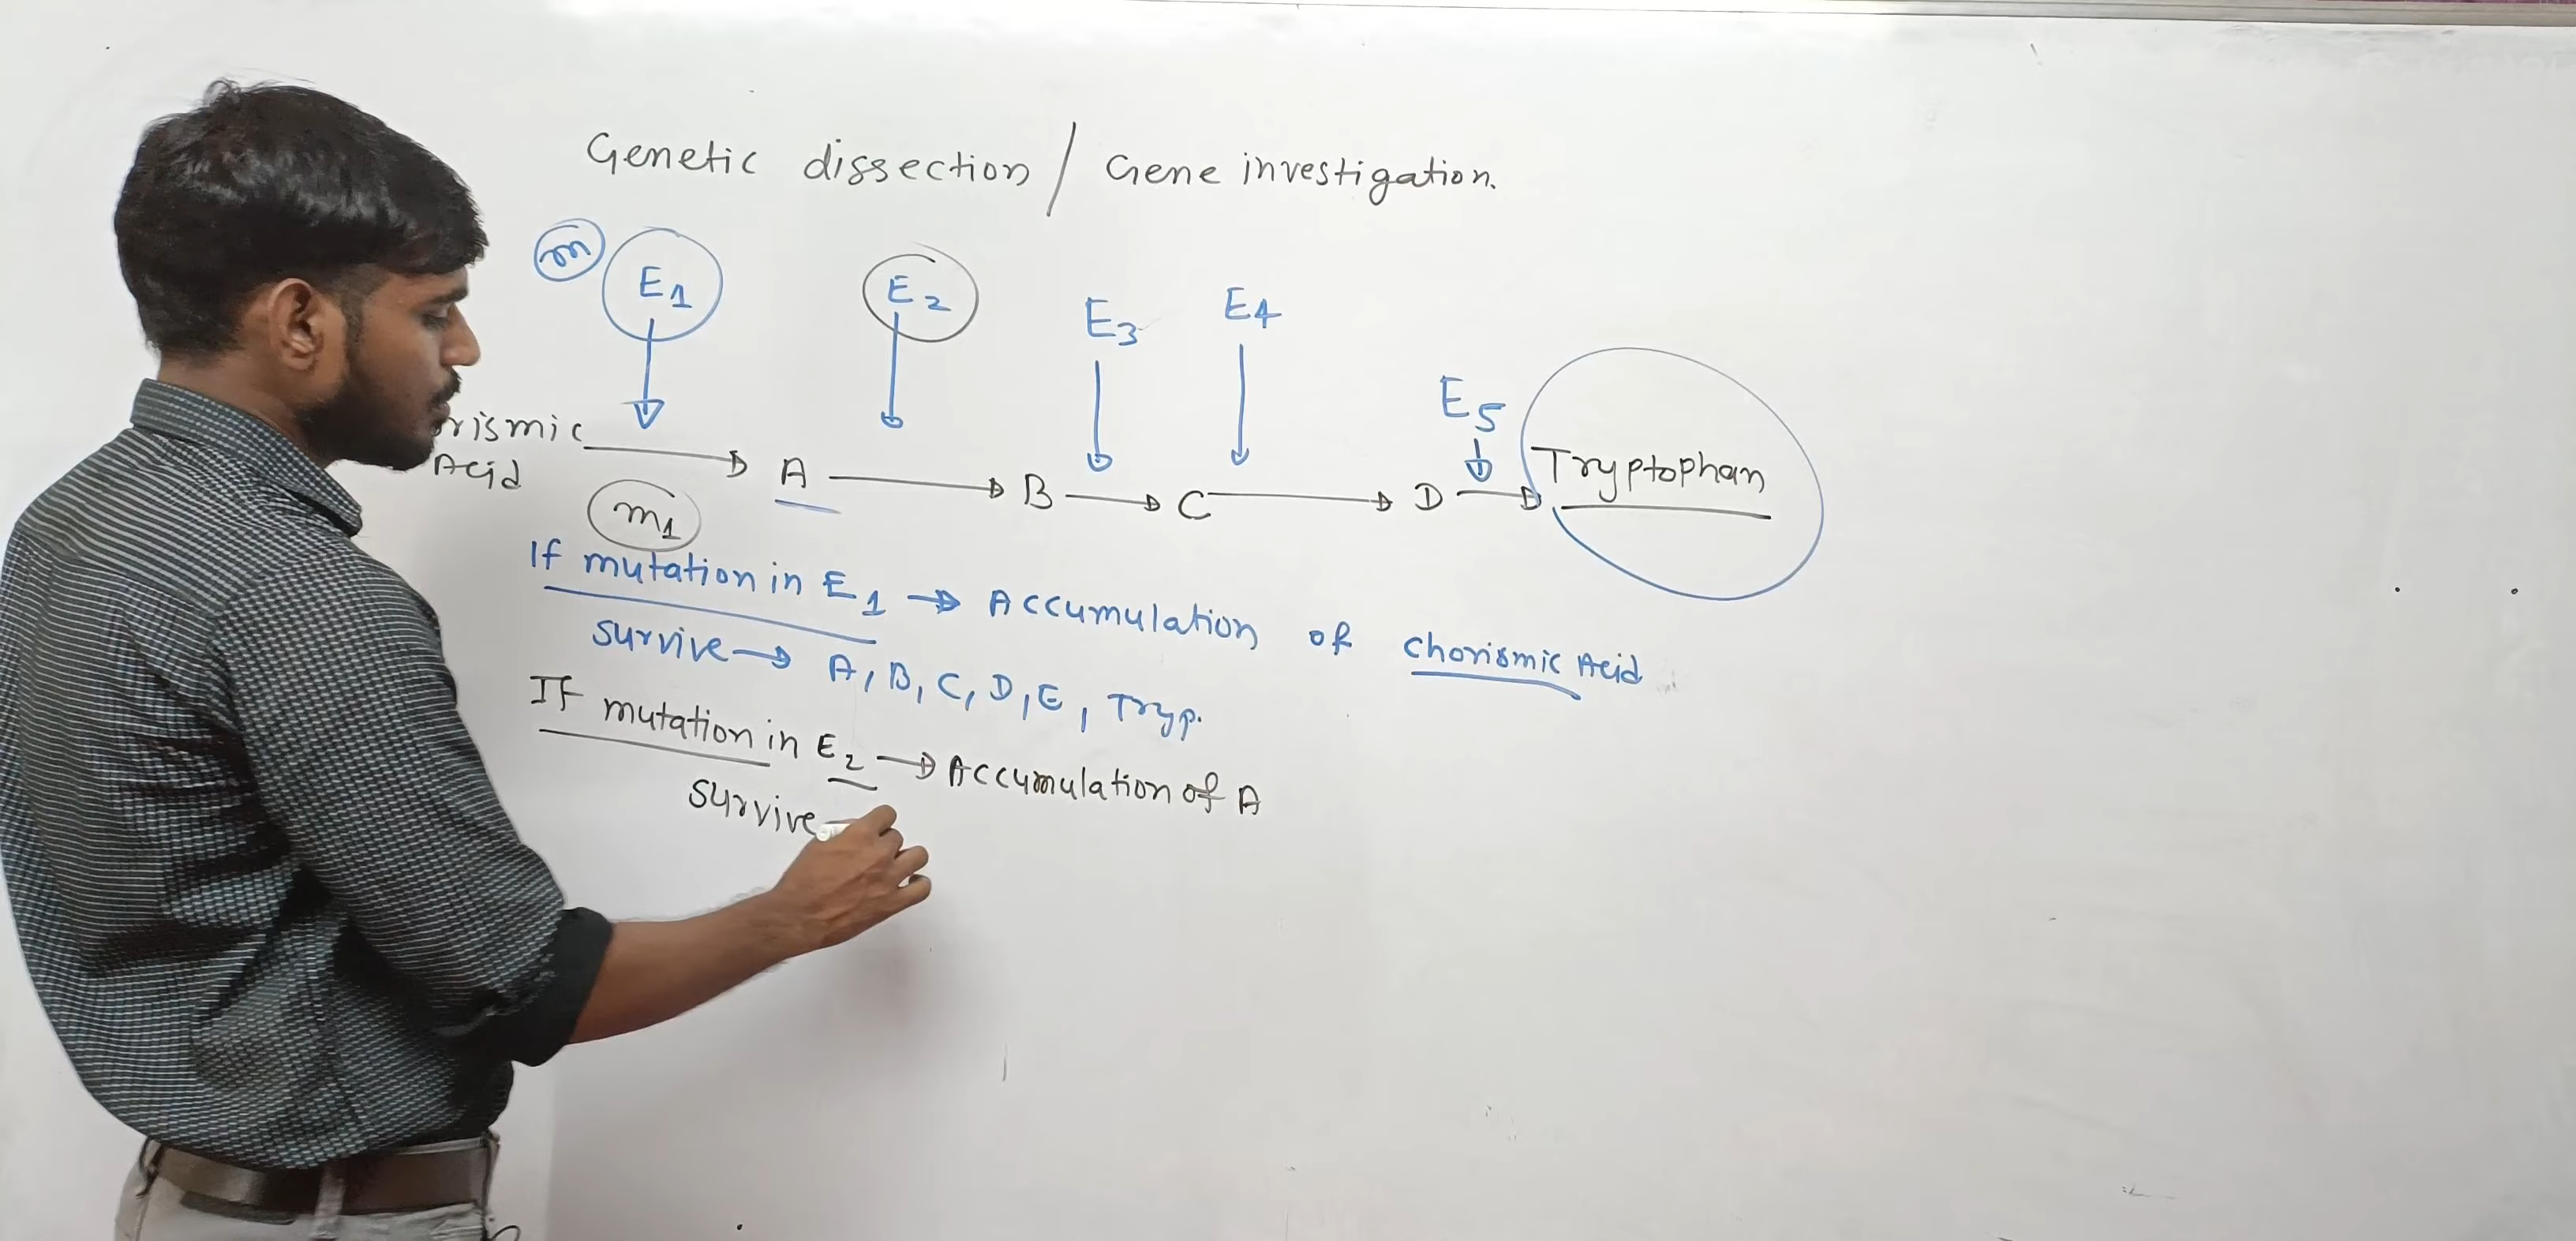 Genetic dissection / Gene investigation.
m E1 E2 E3 E4 E5
rismic Acid → A → B → C → D → Tryptophan
m1
If mutation in E1 → Accumulation of chorismic Acid
survive → A, B, C, D, E, Tryp.
If mutation in E2 → Accumulation of A
survive